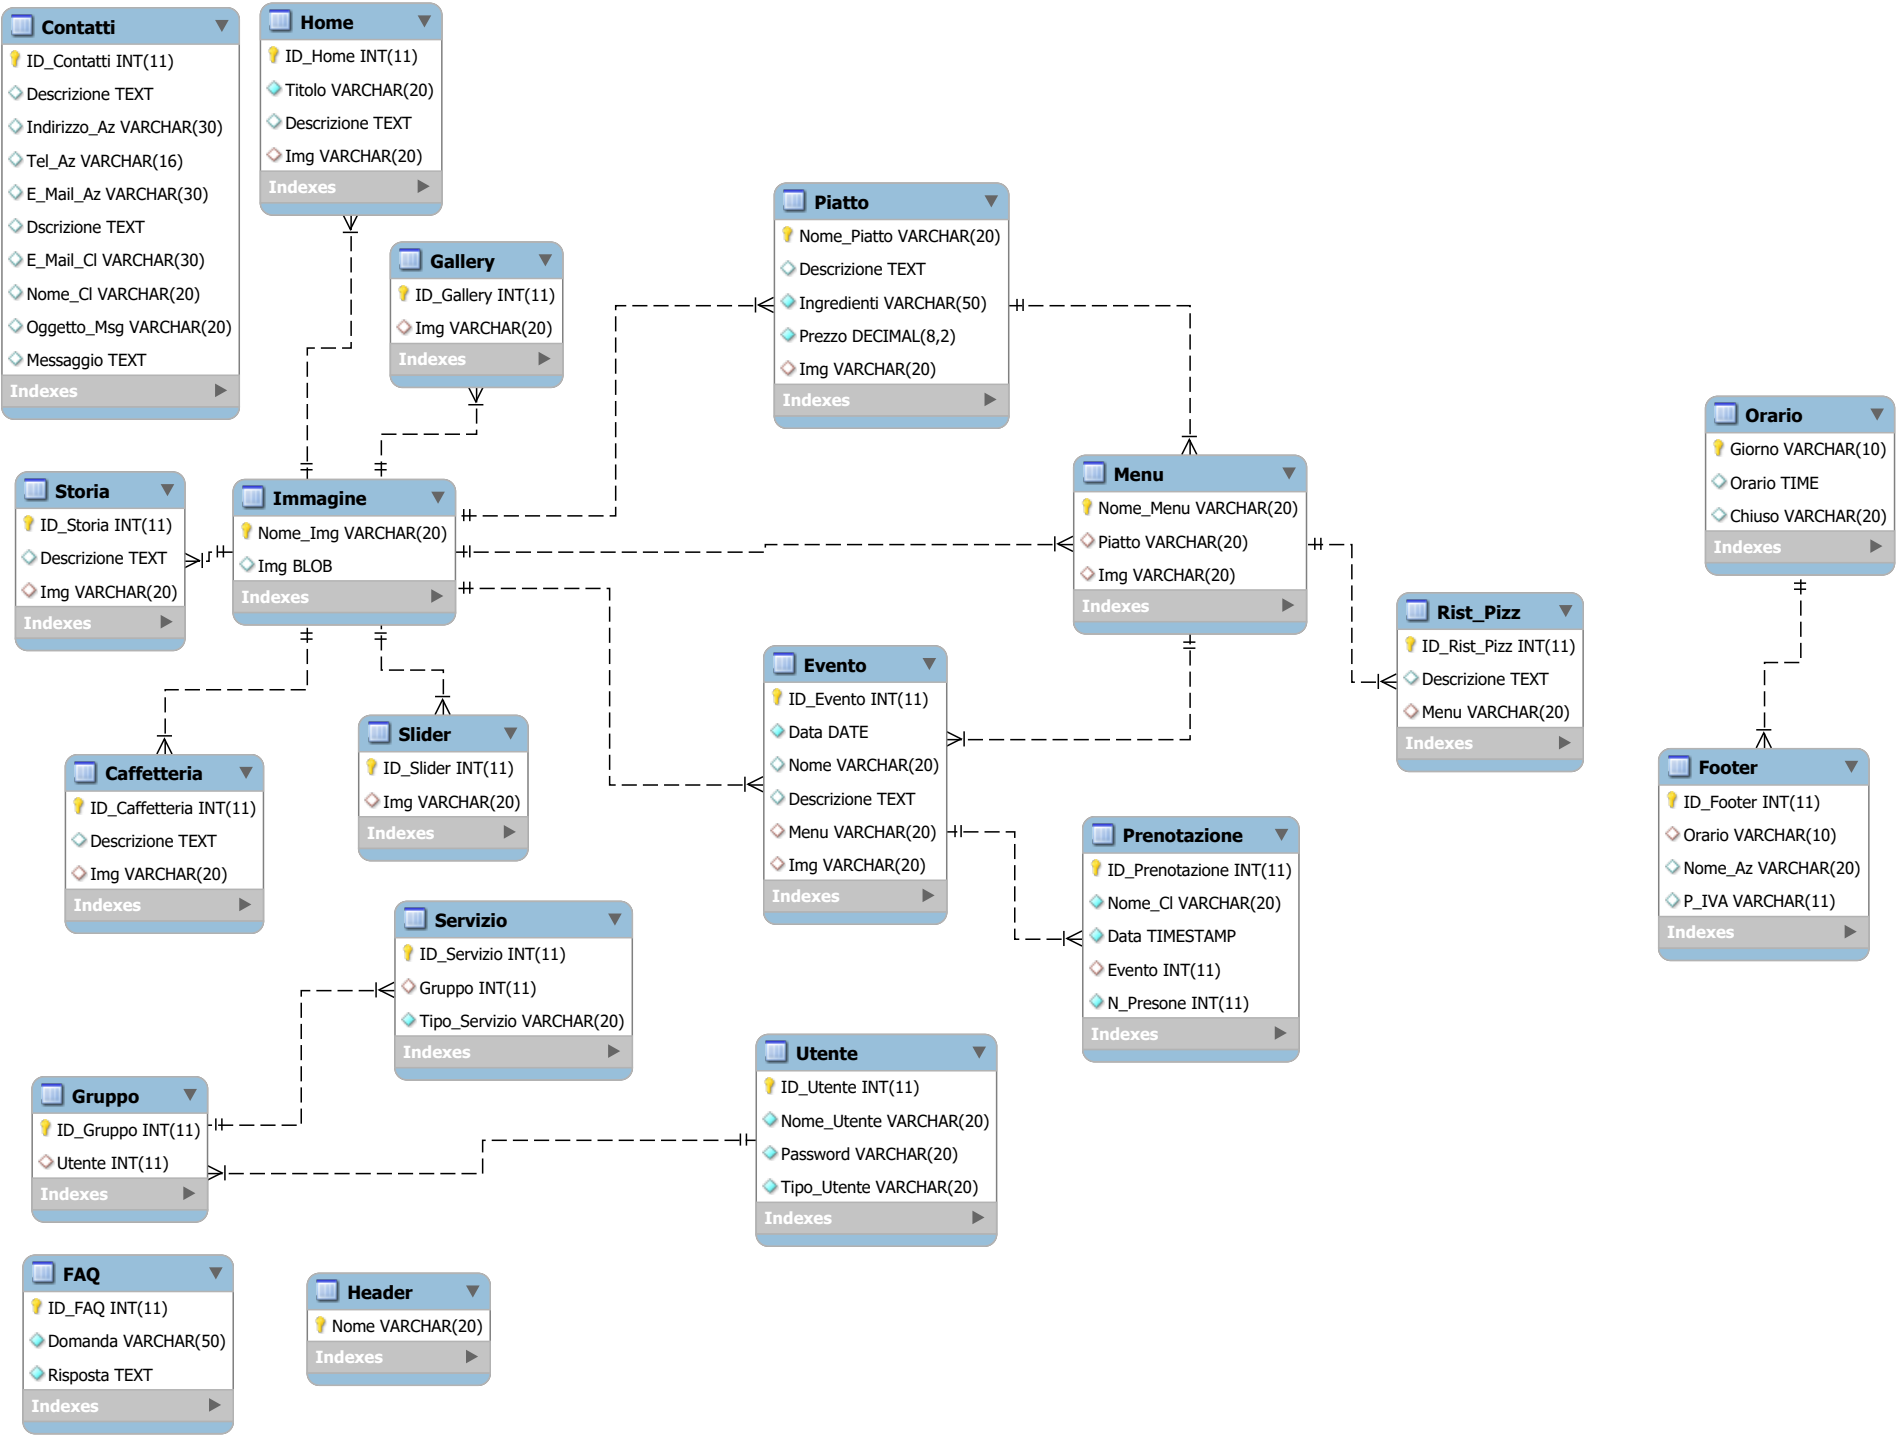 Contatti
ID_Contatti INT(11)
Descrizione TEXT
Indirizzo_Az VARCHAR(30)
Tel_Az VARCHAR(16)
E_Mail_Az VARCHAR(30)
Dscrizione TEXT
E_Mail_Cl VARCHAR(30)
Nome_Cl VARCHAR(20)
Oggetto_Msg VARCHAR(20)
Messaggio TEXT
Indexes
Home
ID_Home INT(11)
Titolo VARCHAR(20)
Descrizione TEXT
Img VARCHAR(20)
Indexes
Gallery
ID_Gallery INT(11)
Img VARCHAR(20)
Indexes
Piatto
Nome_Piatto VARCHAR(20)
Descrizione TEXT
Ingredienti VARCHAR(50)
Prezzo DECIMAL(8,2)
Img VARCHAR(20)
Indexes
Orario
Giorno VARCHAR(10)
Orario TIME
Chiuso VARCHAR(20)
Indexes
Storia
ID_Storia INT(11)
Descrizione TEXT
Img VARCHAR(20)
Indexes
Immagine
Nome_Img VARCHAR(20)
Img BLOB
Indexes
Menu
Nome_Menu VARCHAR(20)
Piatto VARCHAR(20)
Img VARCHAR(20)
Indexes
Rist_Pizz
ID_Rist_Pizz INT(11)
Descrizione TEXT
Menu VARCHAR(20)
Indexes
Evento
ID_Evento INT(11)
Data DATE
Nome VARCHAR(20)
Descrizione TEXT
Menu VARCHAR(20)
Img VARCHAR(20)
Indexes
Slider
ID_Slider INT(11)
Img VARCHAR(20)
Indexes
Caffetteria
ID_Caffetteria INT(11)
Descrizione TEXT
Img VARCHAR(20)
Indexes
Footer
ID_Footer INT(11)
Orario VARCHAR(10)
Nome_Az VARCHAR(20)
P_IVA VARCHAR(11)
Indexes
Prenotazione
ID_Prenotazione INT(11)
Nome_Cl VARCHAR(20)
Data TIMESTAMP
Evento INT(11)
N_Presone INT(11)
Indexes
Servizio
ID_Servizio INT(11)
Gruppo INT(11)
Tipo_Servizio VARCHAR(20)
Indexes
Utente
ID_Utente INT(11)
Nome_Utente VARCHAR(20)
Password VARCHAR(20)
Tipo_Utente VARCHAR(20)
Indexes
Gruppo
ID_Gruppo INT(11)
Utente INT(11)
Indexes
FAQ
ID_FAQ INT(11)
Domanda VARCHAR(50)
Risposta TEXT
Indexes
Header
Nome VARCHAR(20)
Indexes